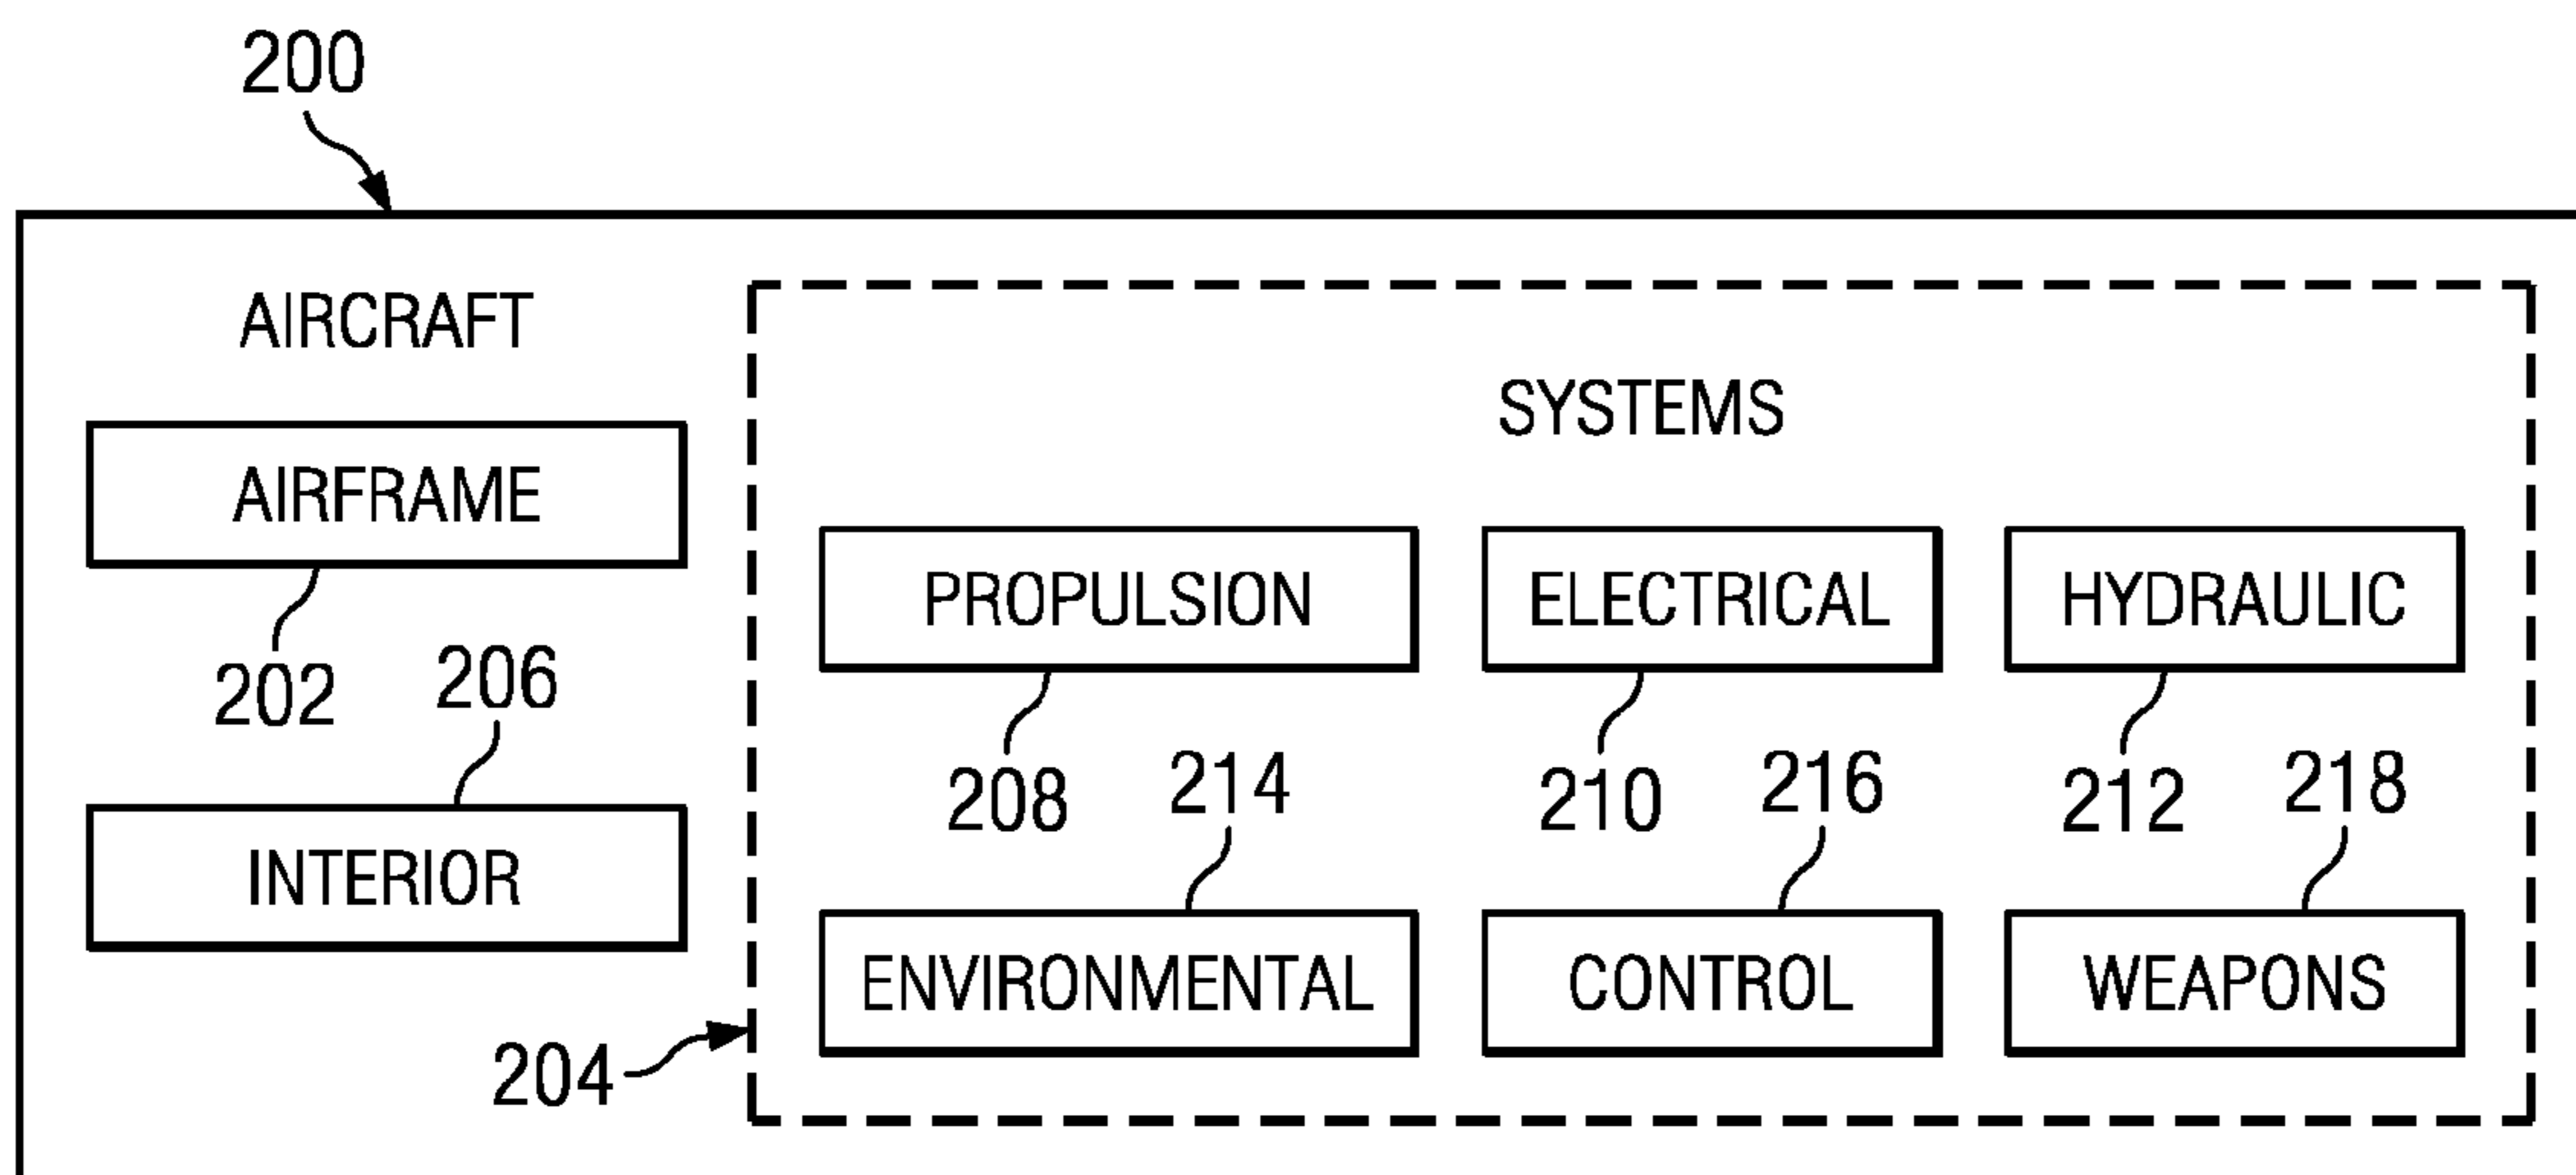 200
AIRCRAFT
SYSTEMS
AIRFRAME
PROPULSION ELECTRICAL HYDRAULIC
202 206
208 214 210 216 212 218
INTERIOR
ENVIRONMENTAL CONTROL WEAPONS
204